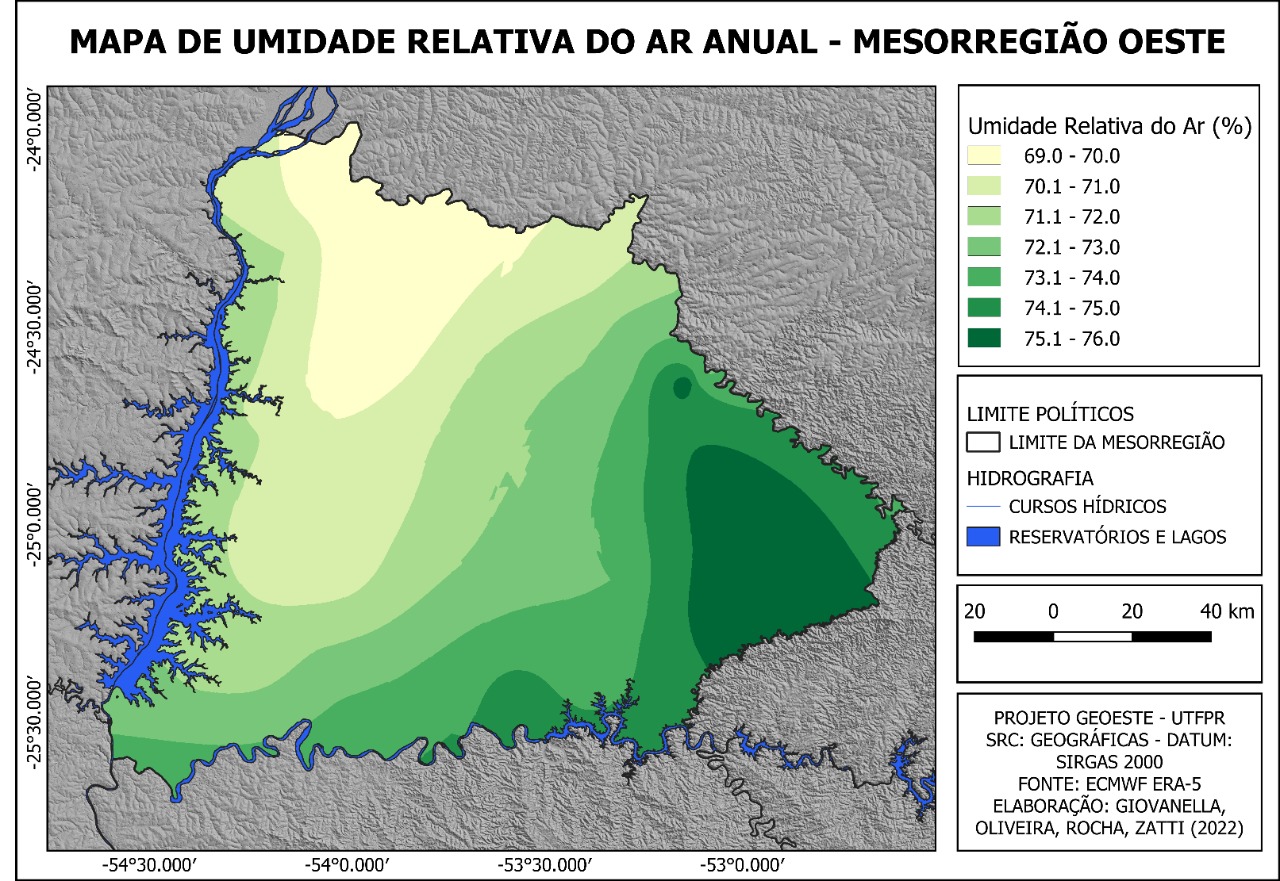 MAPA DE UMIDADE RELATIVA DO AR ANUAL - MESORREGIÃO OESTE
-24°0.000'
-24°30.000'
-25°0.000'
-25°30.000'
-54°30.000'
-54°0.000'
-53°30.000'
-53°0.000'
Umidade Relativa do Ar (%)
69.0 - 70.0
70.1 - 71.0
71.1 - 72.0
72.1 - 73.0
73.1 - 74.0
74.1 - 75.0
75.1 - 76.0
LIMITE POLÍTICOS
LIMITE DA MESORREGIÃO
HIDROGRAFIA
CURSOS HÍDRICOS
RESERVATÓRIOS E LAGOS
20 0 20 40 km
PROJETO GEOESTE - UTFPR
SRC: GEOGRÁFICAS - DATUM:
SIRGAS 2000
FONTE: ECMWF ERA-5
ELABORAÇÃO: GIOVANELLA,
OLIVEIRA, ROCHA, ZATTI (2022)